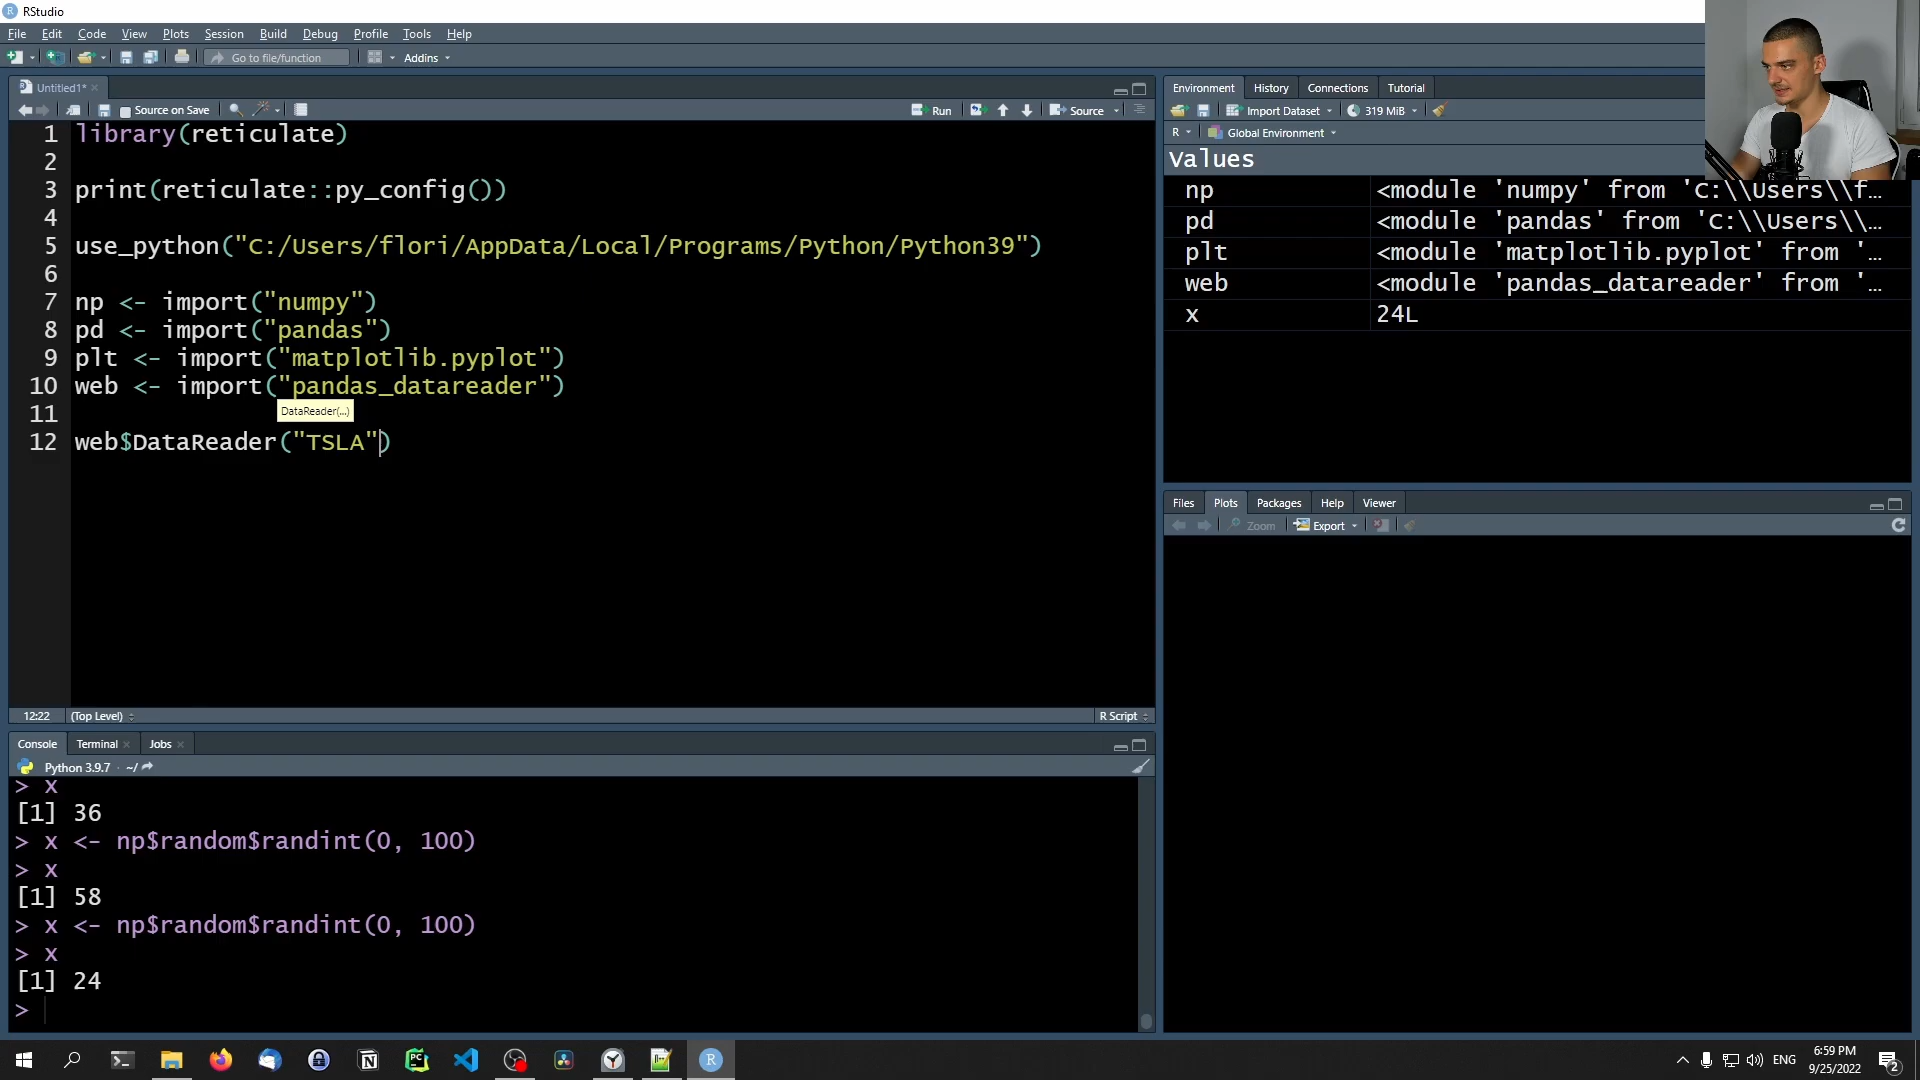 RStudio
File Edit Code View Plots Session Build Debug Profile Tools Help
Go to file/function Addins
Untitled1*
Source on Save Run Source
1 library(reticulate)
2
3 print(reticulate::py_config())
4
5 use_python("C:/Users/flori/AppData/Local/Programs/Python/Python39")
6
7 np <- import("numpy")
8 pd <- import("pandas")
9 plt <- import("matplotlib.pyplot")
10 web <- import("pandas_datareader")
DataReader(...)
11
12 web$DataReader("TSLA")
12:22 (Top Level) R Script
Console Terminal Jobs
Python 3.9.7 · ~/
> x
[1] 36
> x <- np$random$randint(0, 100)
> x
[1] 58
> x <- np$random$randint(0, 100)
> x
[1] 24
>
Environment History Connections Tutorial
Import Dataset 319 MiB
R Global Environment
Values
np <module 'numpy' from 'C:\\Users\\f…
pd <module 'pandas' from 'C:\\Users\\…
plt <module 'matplotlib.pyplot' from '…
web <module 'pandas_datareader' from '…
x 24L
Files Plots Packages Help Viewer
Zoom Export
ENG 6:59 PM
9/25/2022
2